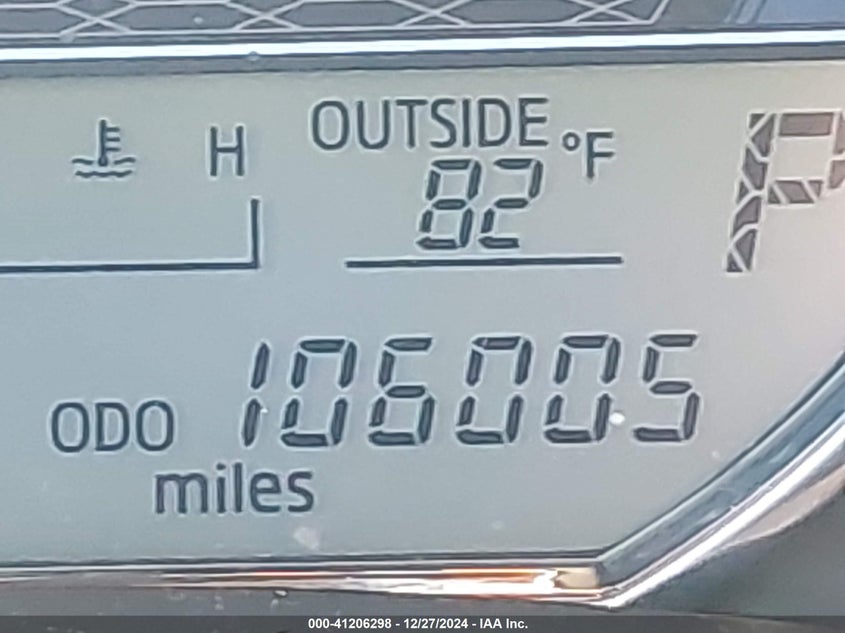 H
OUTSIDE
82 °F
P
ODO 106005
miles
000-41206298 - 12/27/2024 - IAA Inc.